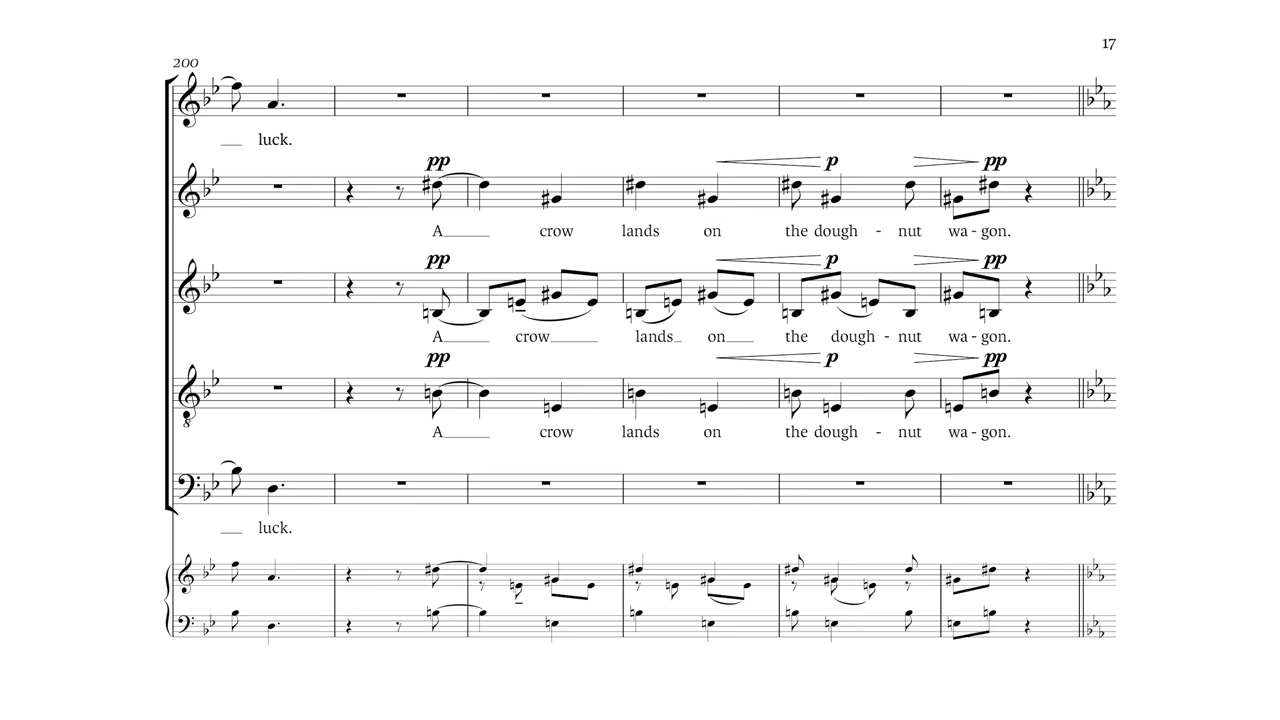 17
200
luck.
pp p pp
A crow lands on the dough - nut wa - gon.
pp p pp
A crow lands on the dough - nut wa - gon.
pp p pp
A crow lands on the dough - nut wa - gon.
luck.